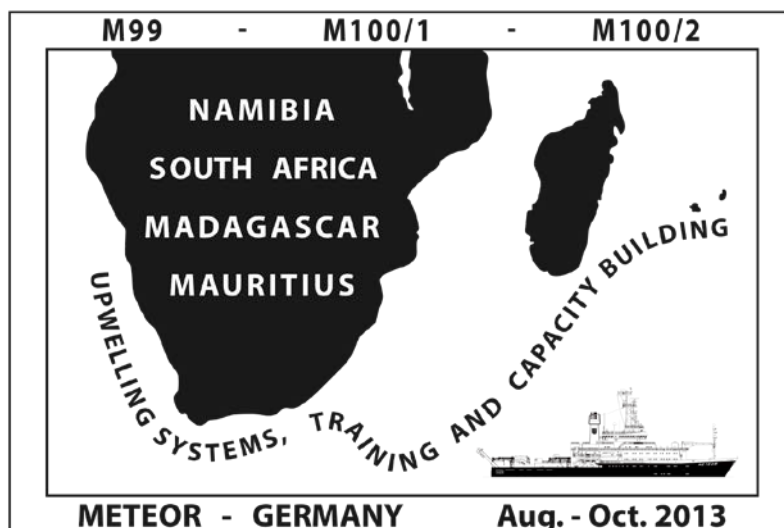 M99 - M100/1 - M100/2
NAMIBIA
SOUTH AFRICA
MADAGASCAR
MAURITIUS
UPWELLING SYSTEMS, TRAINING AND CAPACITY BUILDING
METEOR - GERMANY Aug. - Oct. 2013